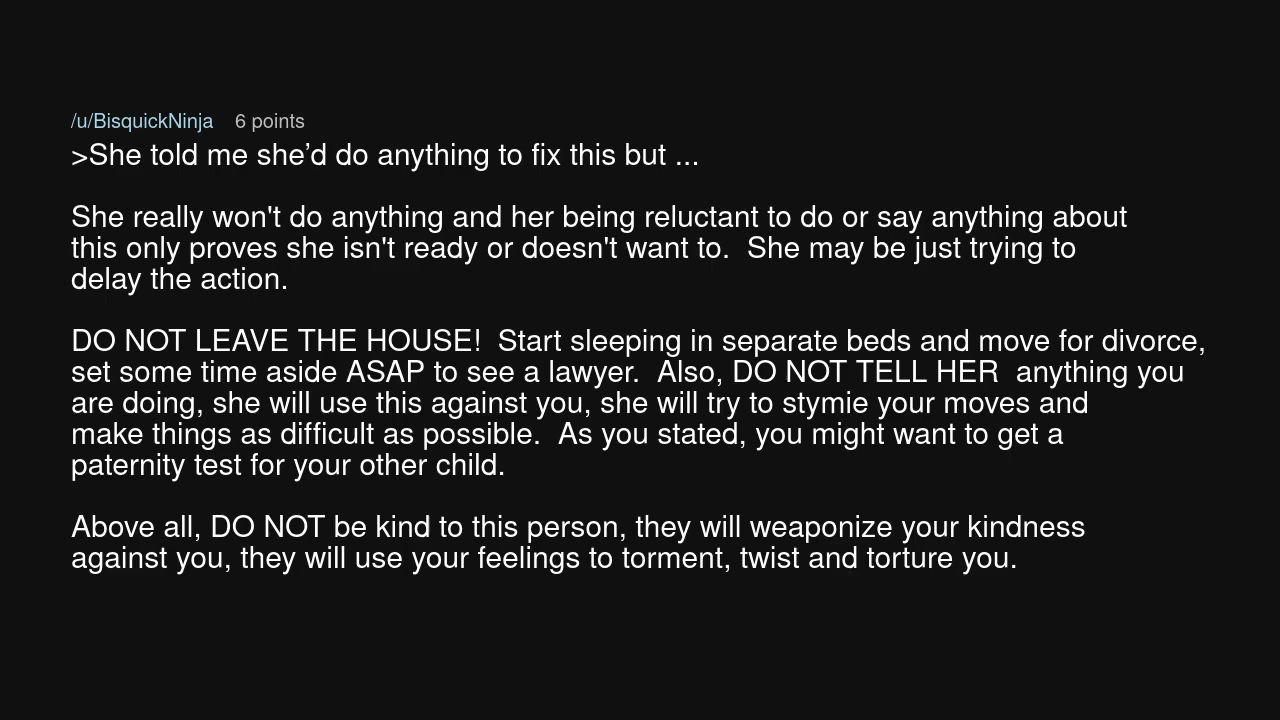 /u/BisquickNinja 6 points
>She told me she’d do anything to fix this but ...
She really won't do anything and her being reluctant to do or say anything about
this only proves she isn't ready or doesn't want to.  She may be just trying to
delay the action.
DO NOT LEAVE THE HOUSE!  Start sleeping in separate beds and move for divorce,
set some time aside ASAP to see a lawyer.  Also, DO NOT TELL HER  anything you
are doing, she will use this against you, she will try to stymie your moves and
make things as difficult as possible.  As you stated, you might want to get a
paternity test for your other child.
Above all, DO NOT be kind to this person, they will weaponize your kindness
against you, they will use your feelings to torment, twist and torture you.